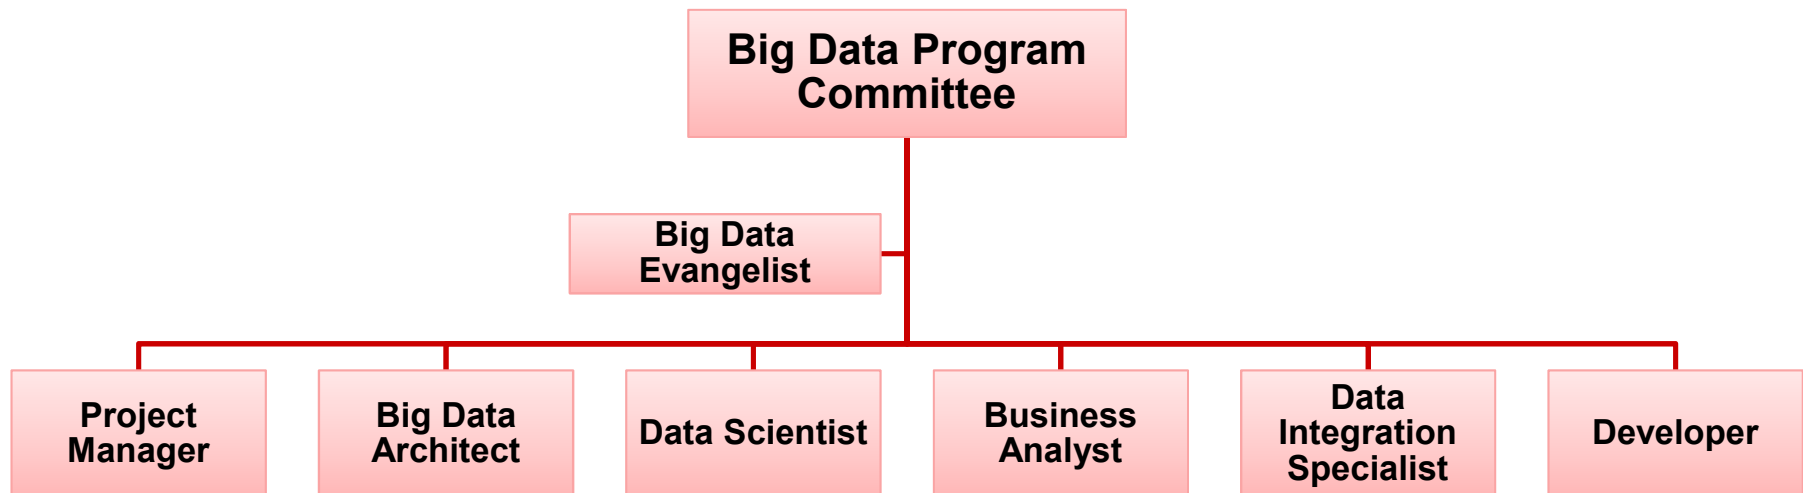 Big Data Program
Committee
Big Data
Evangelist
Project
Manager
Big Data
Architect
Data Scientist
Business
Analyst
Data
Integration
Specialist
Developer